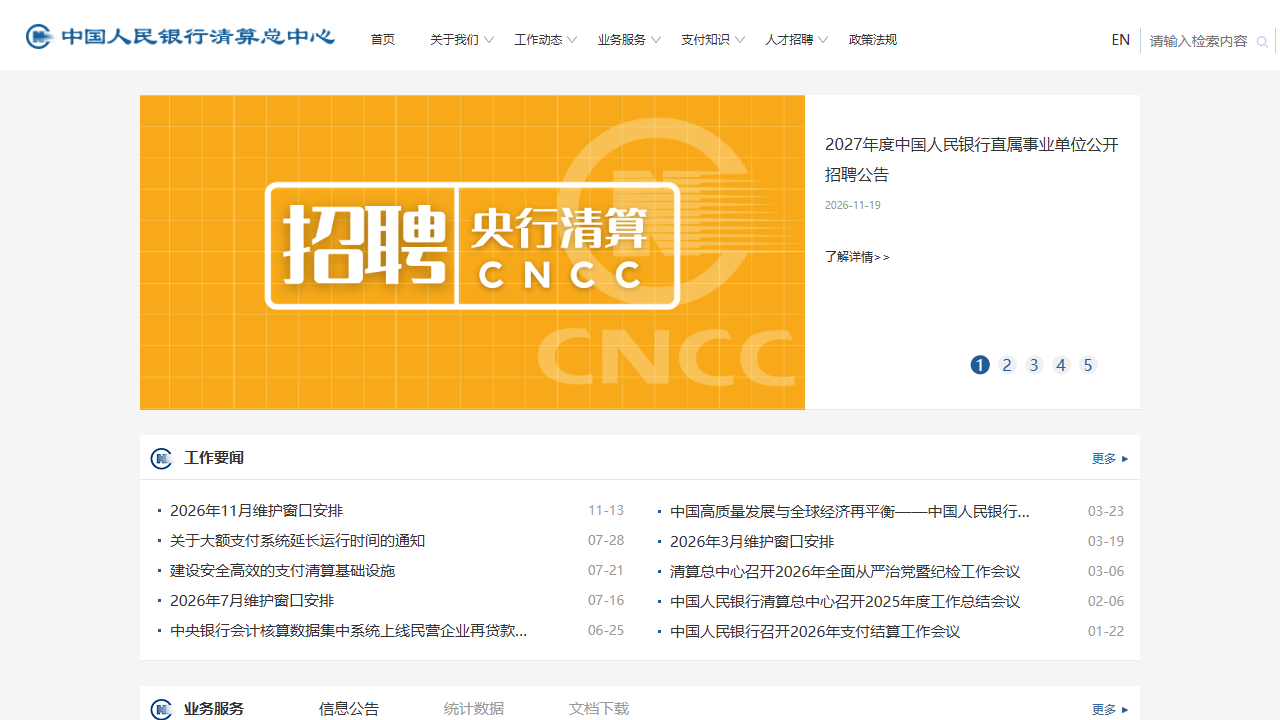 中国人民银行清算总中心
首页 关于我们 工作动态 业务服务 支付知识 人才招聘 政策法规
EN 请输入检索内容
招聘 央行清算
CNCC
CNCC
2027年度中国人民银行直属事业单位公开
招聘公告
2026-11-19
了解详情>>
1 2 3 4 5
工作要闻 更多
2026年11月维护窗口安排 11-13
关于大额支付系统延长运行时间的通知 07-28
建设安全高效的支付清算基础设施 07-21
2026年7月维护窗口安排 07-16
中央银行会计核算数据集中系统上线民营企业再贷款... 06-25
中国高质量发展与全球经济再平衡——中国人民银行... 03-23
2026年3月维护窗口安排 03-19
清算总中心召开2026年全面从严治党暨纪检工作会议 03-06
中国人民银行清算总中心召开2025年度工作总结会议 02-06
中国人民银行召开2026年支付结算工作会议 01-22
业务服务 信息公告 统计数据 文档下载 更多